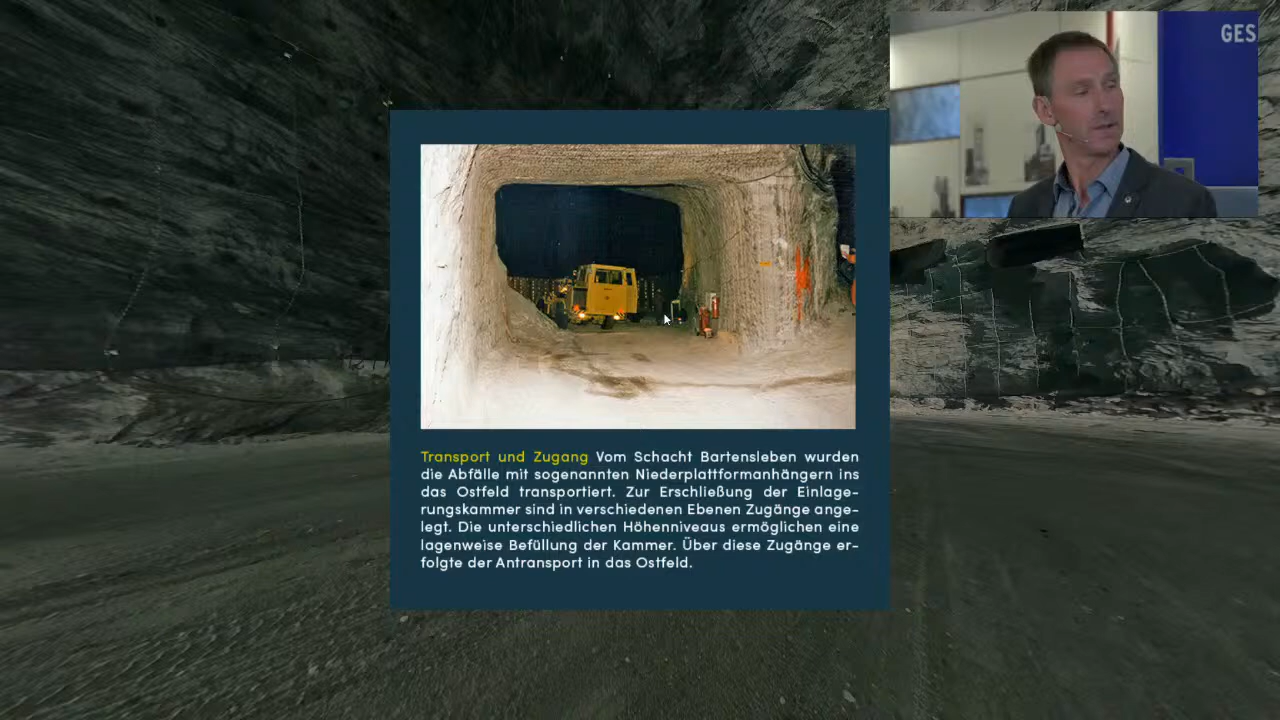 GES
Transport und Zugang Vom Schacht Bartensleben wurden
die Abfälle mit sogenannten Niederplattformanhängern ins
das Ostfeld transportiert. Zur Erschließung der Einlage-
rungskammer sind in verschiedenen Ebenen Zugänge ange-
legt. Die unterschiedlichen Höhenniveaus ermöglichen eine
lagenweise Befüllung der Kammer. Über diese Zugänge er-
folgte der Antransport in das Ostfeld.